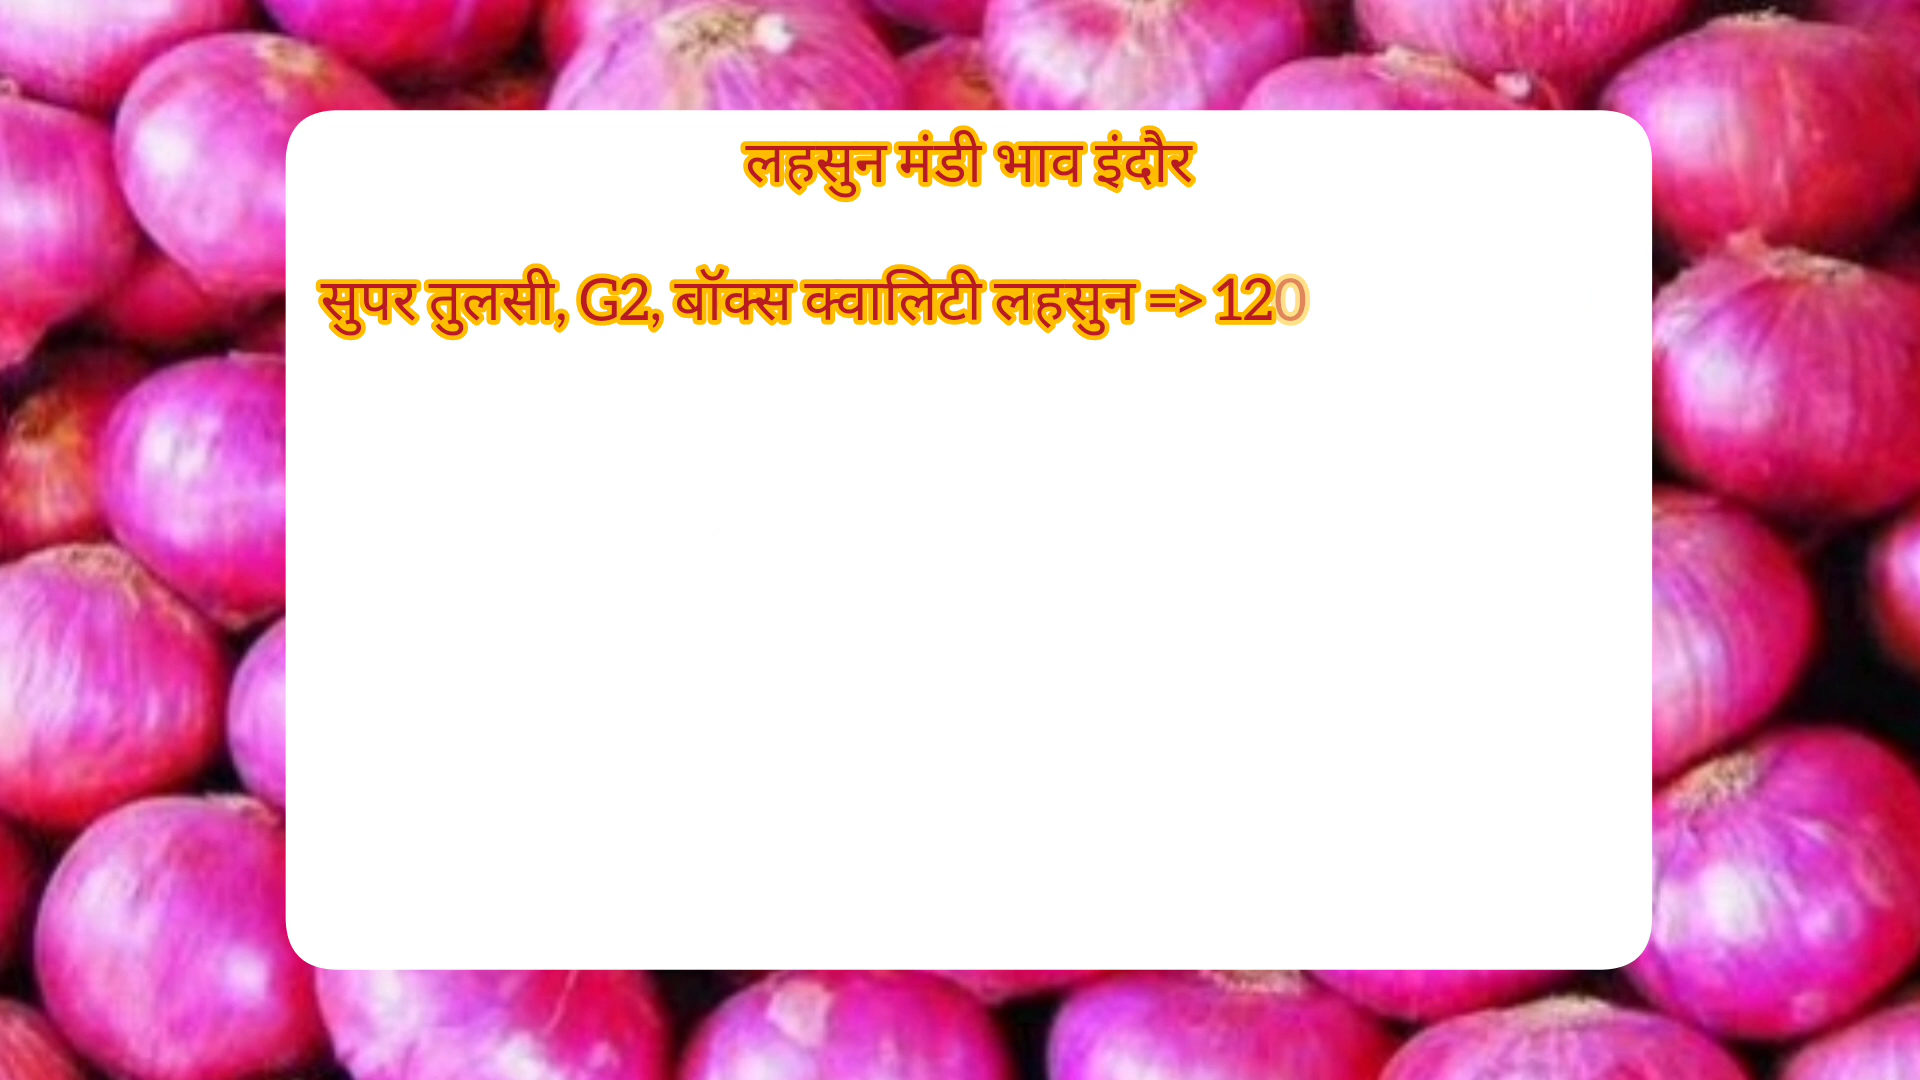 लहसुन मंडी भाव इंदौर
सुपर तुलसी, G2, बॉक्स क्वालिटी लहसुन => 120